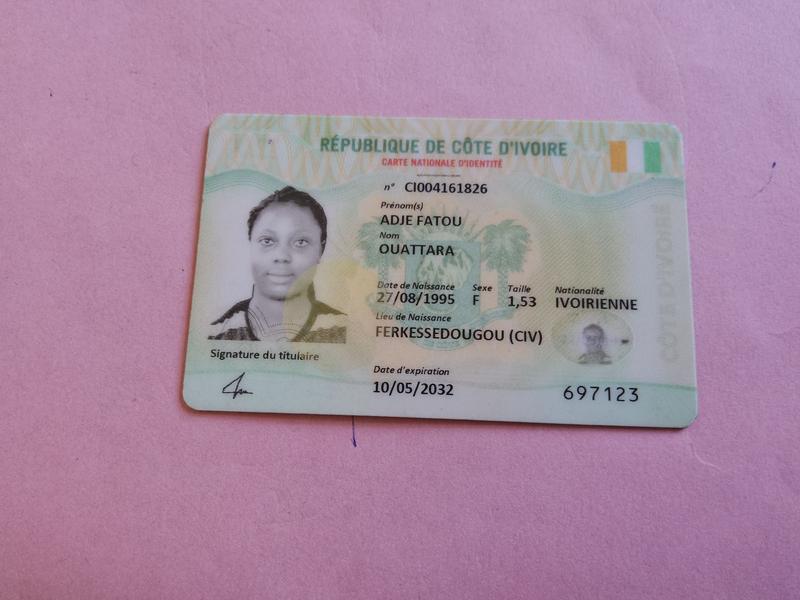 RÉPUBLIQUE DE CÔTE D'IVOIRE
CARTE NATIONALE D'IDENTITÉ
n° CI004161826
Prénom(s)
ADJE FATOU
Nom
OUATTARA
Date de Naissance Sexe Taille Nationalité
27/08/1995 F 1,53 IVOIRIENNE
Lieu de Naissance
FERKESSEDOUGOU (CIV)
Signature du titulaire
Date d'expiration
10/05/2032
697123
CÔTE D'IVOIRE